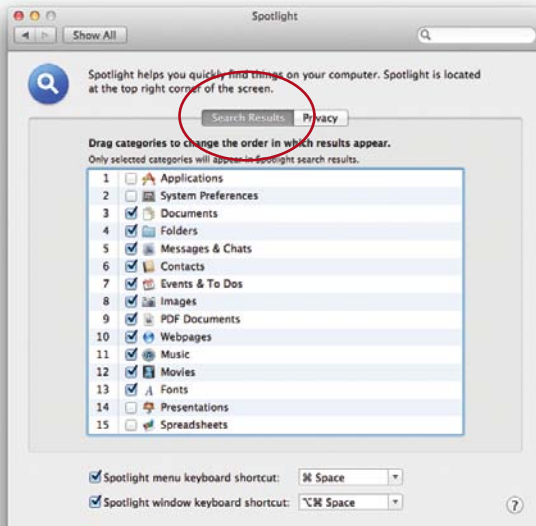 Spotlight
Show All
Spotlight helps you quickly find things on your computer. Spotlight is located
at the top right corner of the screen.
Search Results Privacy
Drag categories to change the order in which results appear.
Only selected categories will appear in Spotlight search results.
1 Applications
2 System Preferences
3 Documents
4 Folders
5 Messages & Chats
6 Contacts
7 Events & To Dos
8 Images
9 PDF Documents
10 Webpages
11 Music
12 Movies
13 Fonts
14 Presentations
15 Spreadsheets
Spotlight menu keyboard shortcut: ⌘ Space
Spotlight window keyboard shortcut: ⌥⌘ Space
?